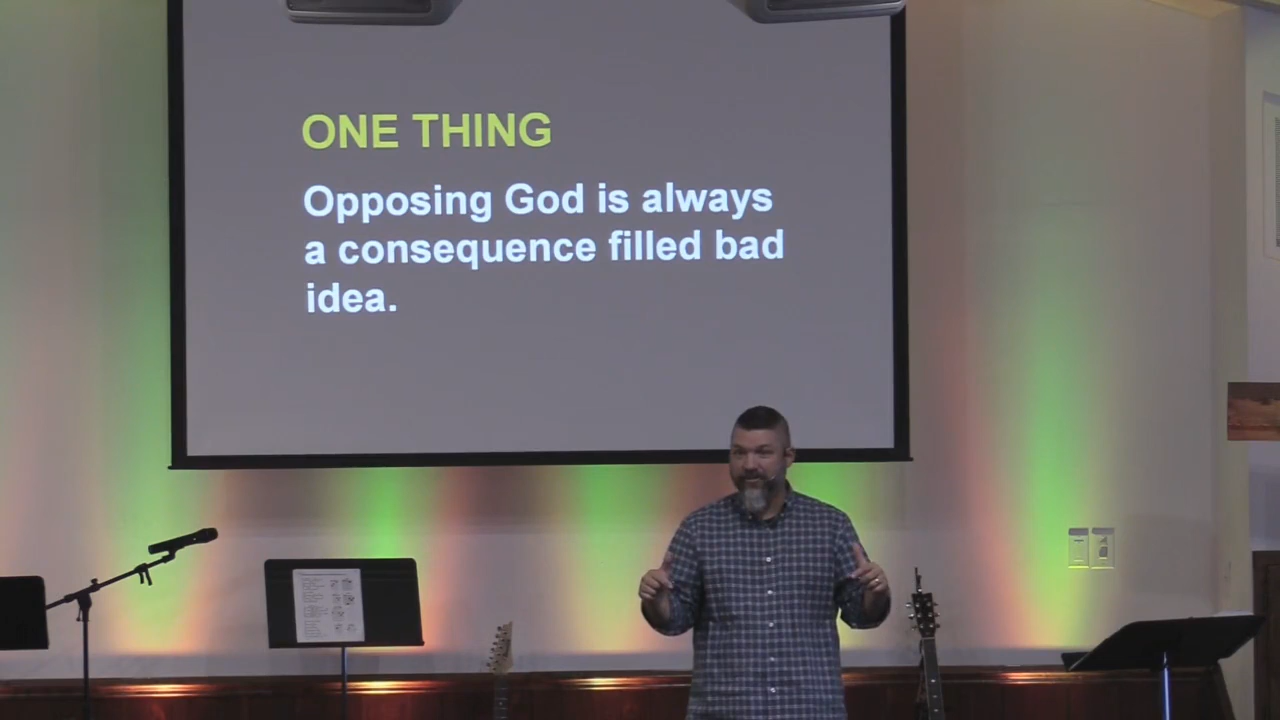 ONE THING
Opposing God is always
a consequence filled bad
idea.